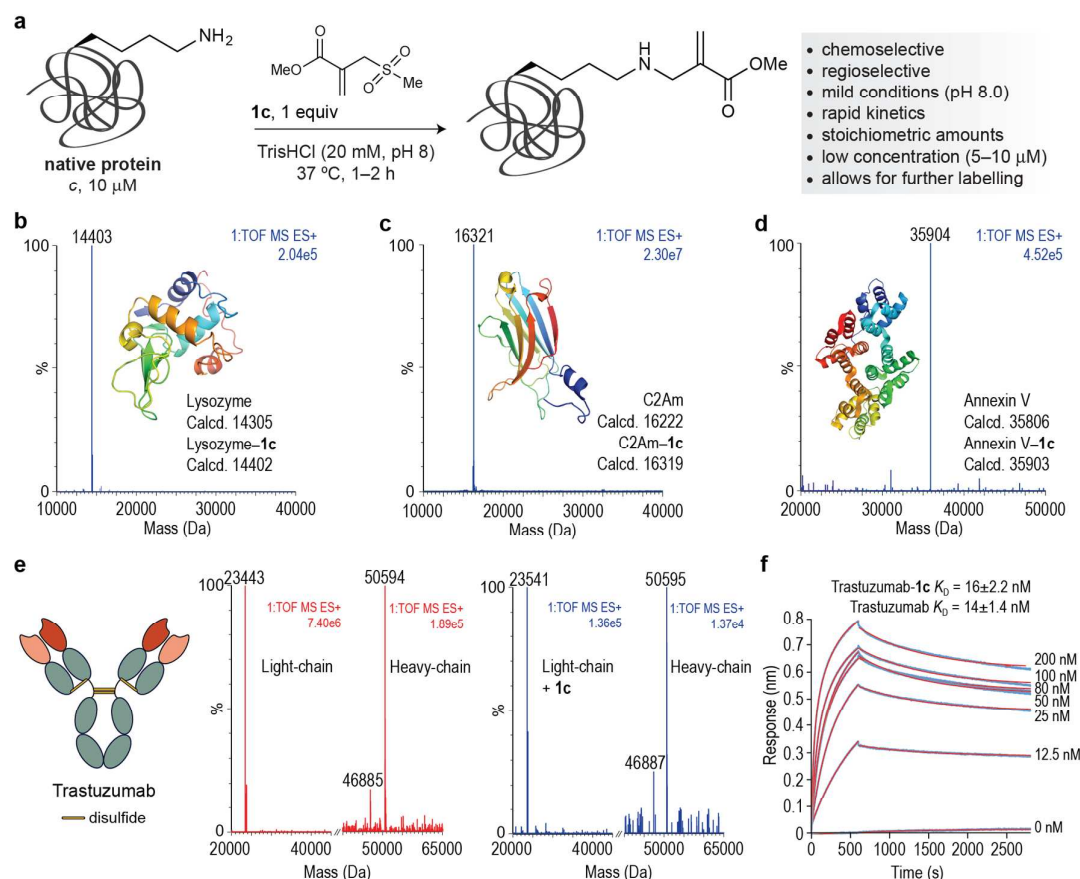 a
NH2
MeO
O
S
O
O
Me
1c, 1 equiv
TrisHCl (20 mM, pH 8)
37 ºC, 1–2 h
native protein
c, 10 μM
H
N
OMe
O
• chemoselective
• regioselective
• mild conditions (pH 8.0)
• rapid kinetics
• stoichiometric amounts
• low concentration (5–10 μM)
• allows for further labelling
b
14403
1:TOF MS ES+
2.04e5
100
%
0
Lysozyme
Calcd. 14305
Lysozyme–1c
Calcd. 14402
10000 20000 30000 40000
Mass (Da)
c
16321
1:TOF MS ES+
2.30e7
100
%
0
C2Am
Calcd. 16222
C2Am–1c
Calcd. 16319
10000 20000 30000 40000
Mass (Da)
d
35904
1:TOF MS ES+
4.52e5
100
%
0
Annexin V
Calcd. 35806
Annexin V–1c
Calcd. 35903
20000 30000 40000 50000
Mass (Da)
e
Trastuzumab
disulfide
23443
50594
100
1:TOF MS ES+
7.40e6
1:TOF MS ES+
1.89e5
Light-chain
Heavy-chain
%
46885
0
20000 40000 // 50000 65000
Mass (Da)
23541
50595
100
1:TOF MS ES+
1.36e5
1:TOF MS ES+
1.37e4
Light-chain
+ 1c
Heavy-chain
%
46887
0
20000 40000 // 50000 65000
Mass (Da)
f
Trastuzumab-1c KD = 16±2.2 nM
Trastuzumab KD = 14±1.4 nM
Response (nm)
0.8
0.7
0.6
0.5
0.4
0.3
0.2
0.1
0
200 nM
100 nM
80 nM
50 nM
25 nM
12.5 nM
0 nM
0 500 1000 1500 2000 2500
Time (s)